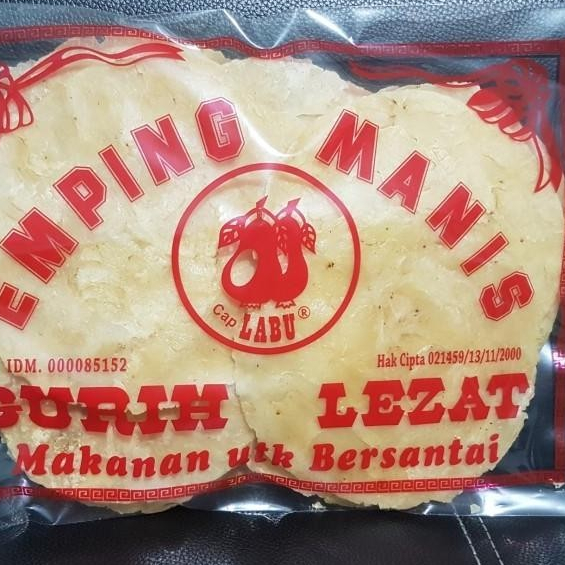 EMPING MANIS
Cap LABU ®
IDM. 000085152
Hak Cipta 021459/13/11/2000
GURIH LEZAT
Makanan utk Bersantai